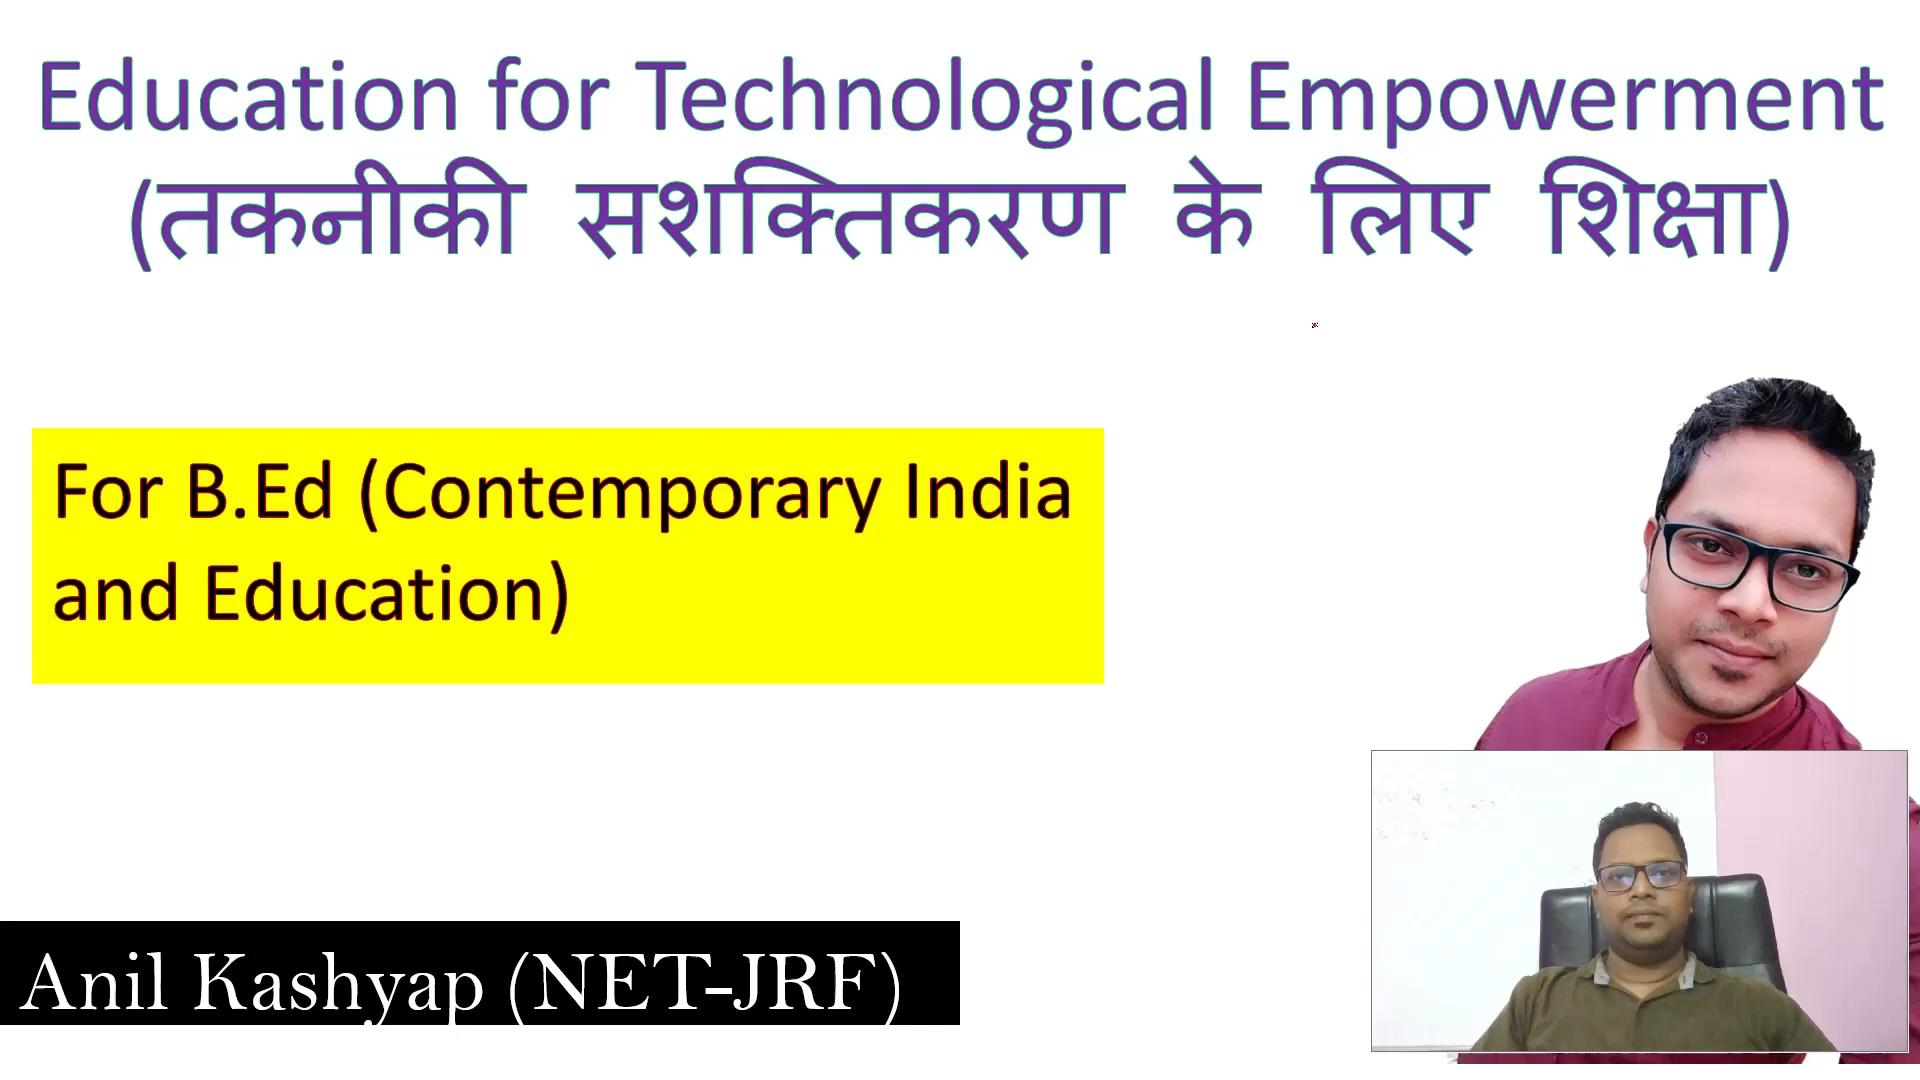 Education for Technological Empowerment
(तकनीकी सशक्तिकरण के लिए शिक्षा)
For B.Ed (Contemporary India
and Education)
Anil Kashyap (NET-JRF)